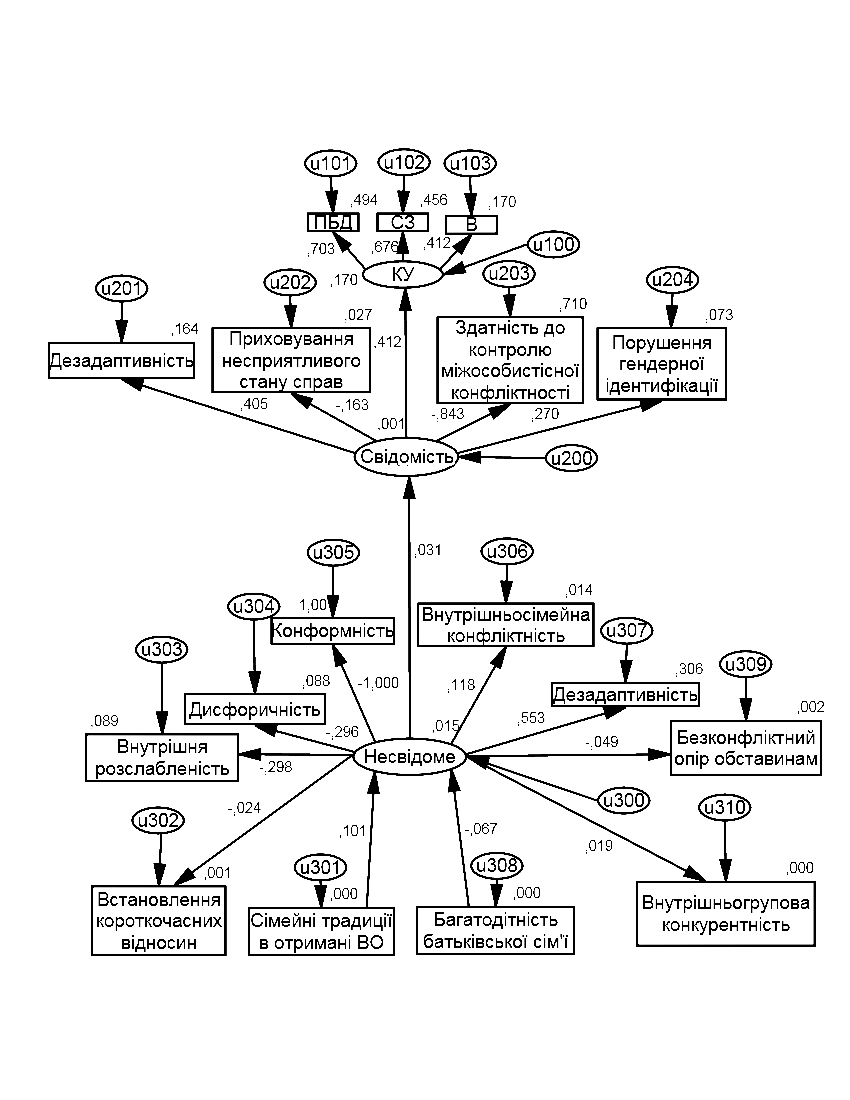 u101
u102
u103
,494
,456
,170
ПБД
СЗ
В
,703
,676
,412
u100
,170
КУ
u201
u202
u203
u204
,164
,027
,710
,073
Дезадаптивність
Приховування
несприятливого
стану справ
,412
Здатність до
контролю
міжособистісної
конфліктності
Порушення
гендерної
ідентифікації
,405
-,163
,001
-,843
,270
Свідомість
u200
u305
,031
u306
u304
1,00
,014
Конформність
Внутрішньосімейна
конфліктність
u303
u307
u309
,088
-1,000
,118
,306
Дисфоричність
Дезадаптивність
,089
-,296
,015
,553
,002
Внутрішня
розслабленість
-,298
Несвідоме
-,049
Безконфліктний
опір обставинам
u302
-,024
,101
-,067
u300
u310
,019
,001
u301
,000
u308
,000
,000
Встановлення
короткочасних
відносин
Сімейні традиції
в отримані ВО
Багатодітність
батьківської сім'ї
Внутрішньогрупова
конкурентність